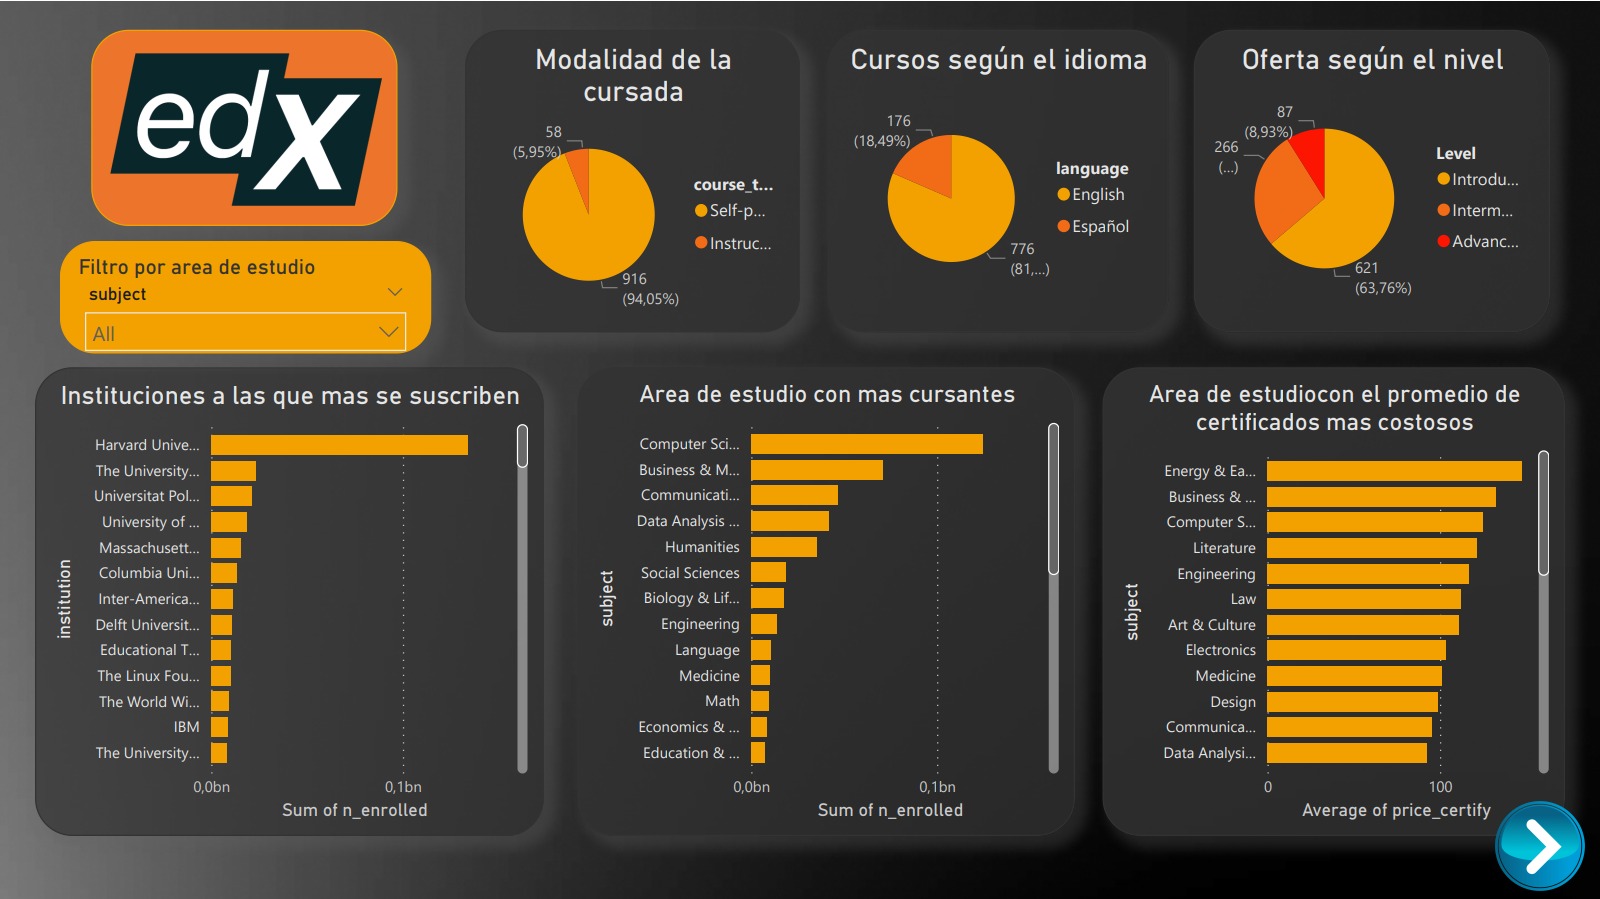 edX
Filtro por area de estudio
subject
All
Modalidad de la
cursada
58
(5,95%)
916
(94,05%)
course_t...
Self-p...
Instruc...
Cursos según el idioma
176
(18,49%)
776
(81,...)
language
English
Español
Oferta según el nivel
87
(8,93%)
266
(...)
621
(63,76%)
Level
Introdu...
Interm...
Advanc...
Instituciones a las que mas se suscriben
institution
Harvard Unive...
The University...
Universitat Pol...
University of ...
Massachusett...
Columbia Uni...
Inter-America...
Delft Universit...
Educational T...
The Linux Fou...
The World Wi...
IBM
The University...
0,0bn
0,1bn
Sum of n_enrolled
Area de estudio con mas cursantes
subject
Computer Sci...
Business & M...
Communicati...
Data Analysis ...
Humanities
Social Sciences
Biology & Lif...
Engineering
Language
Medicine
Math
Economics & ...
Education & ...
0,0bn
0,1bn
Sum of n_enrolled
Area de estudiocon el promedio de
certificados mas costosos
subject
Energy & Ea...
Business & ...
Computer S...
Literature
Engineering
Law
Art & Culture
Electronics
Medicine
Design
Communica...
Data Analysi...
0
100
Average of price_certify